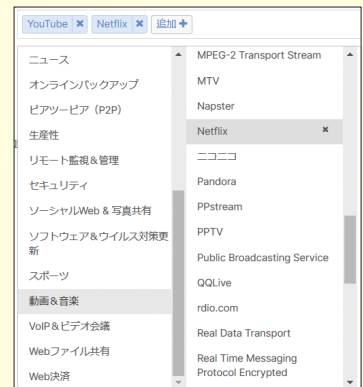 YouTube ✖ Netflix ✖ 追加 ✚
ニュース
オンラインバックアップ
ピアツーピア（P2P）
生産性
リモート監視＆管理
セキュリティ
ソーシャルWeb & 写真共有
ソフトウェア＆ウイルス対策更
新
スポーツ
動画＆音楽
VoIP＆ビデオ会議
Webファイル共有
Web決済
MPEG-2 Transport Stream
MTV
Napster
Netflix ✖
ニコニコ
Pandora
PPstream
PPTV
Public Broadcasting Service
QQLive
rdio.com
Real Data Transport
Real Time Messaging
Protocol Encrypted